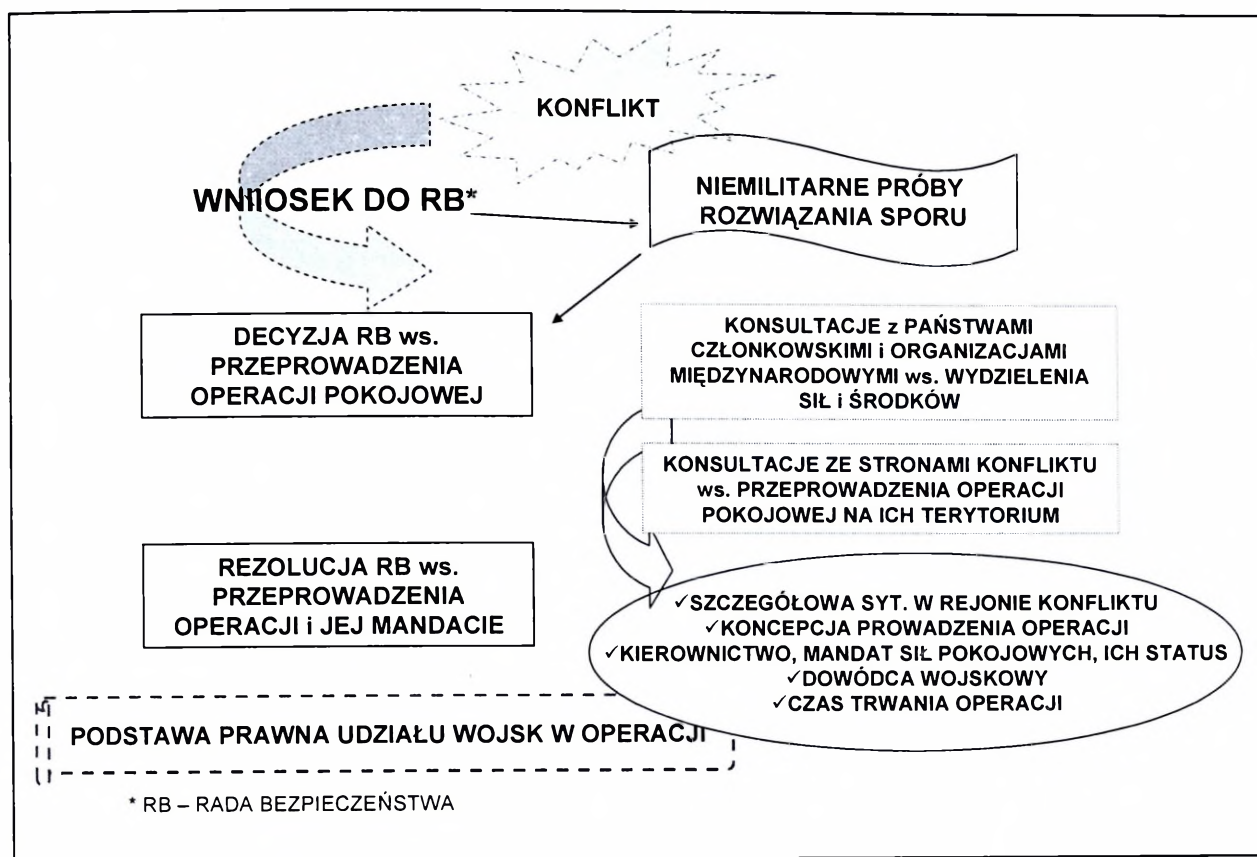 KONFLIKT
WNIOSEK DO RB*
NIEMILITARNE PRÓBY
ROZWIĄZANIA SPORU
DECYZJA RB ws.
PRZEPROWADZENIA
OPERACJI POKOJOWEJ
KONSULTACJE z PAŃSTWAMI
CZŁONKOWSKIMI i ORGANIZACJAMI
MIĘDZYNARODOWYMI ws. WYDZIELENIA
SIŁ i ŚRODKÓW
KONSULTACJE ZE STRONAMI KONFLIKTU
ws. PRZEPROWADZENIA OPERACJI
POKOJOWEJ NA ICH TERYTORIUM
REZOLUCJA RB ws.
PRZEPROWADZENIA
OPERACJI i JEJ MANDACIE
✓SZCZEGÓŁOWA SYT. W REJONIE KONFLIKTU
✓KONCEPCJA PROWADZENIA OPERACJI
✓KIEROWNICTWO, MANDAT SIŁ POKOJOWYCH, ICH STATUS
✓DOWÓDCA WOJSKOWY
✓CZAS TRWANIA OPERACJI
PODSTAWA PRAWNA UDZIAŁU WOJSK W OPERACJI
* RB – RADA BEZPIECZEŃSTWA